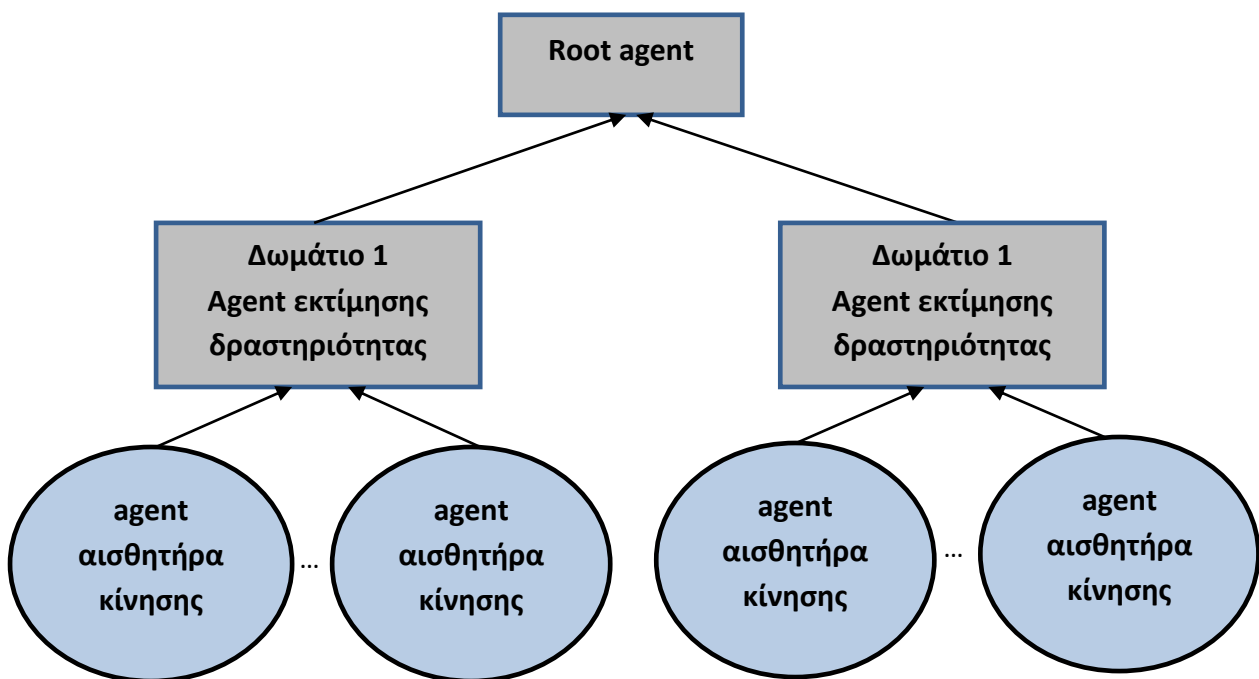 Root agent
Δωμάτιο 1
Agent εκτίμησης
δραστηριότητας
Δωμάτιο 1
Agent εκτίμησης
δραστηριότητας
agent
αισθητήρα
κίνησης
...
agent
αισθητήρα
κίνησης
agent
αισθητήρα
κίνησης
...
agent
αισθητήρα
κίνησης